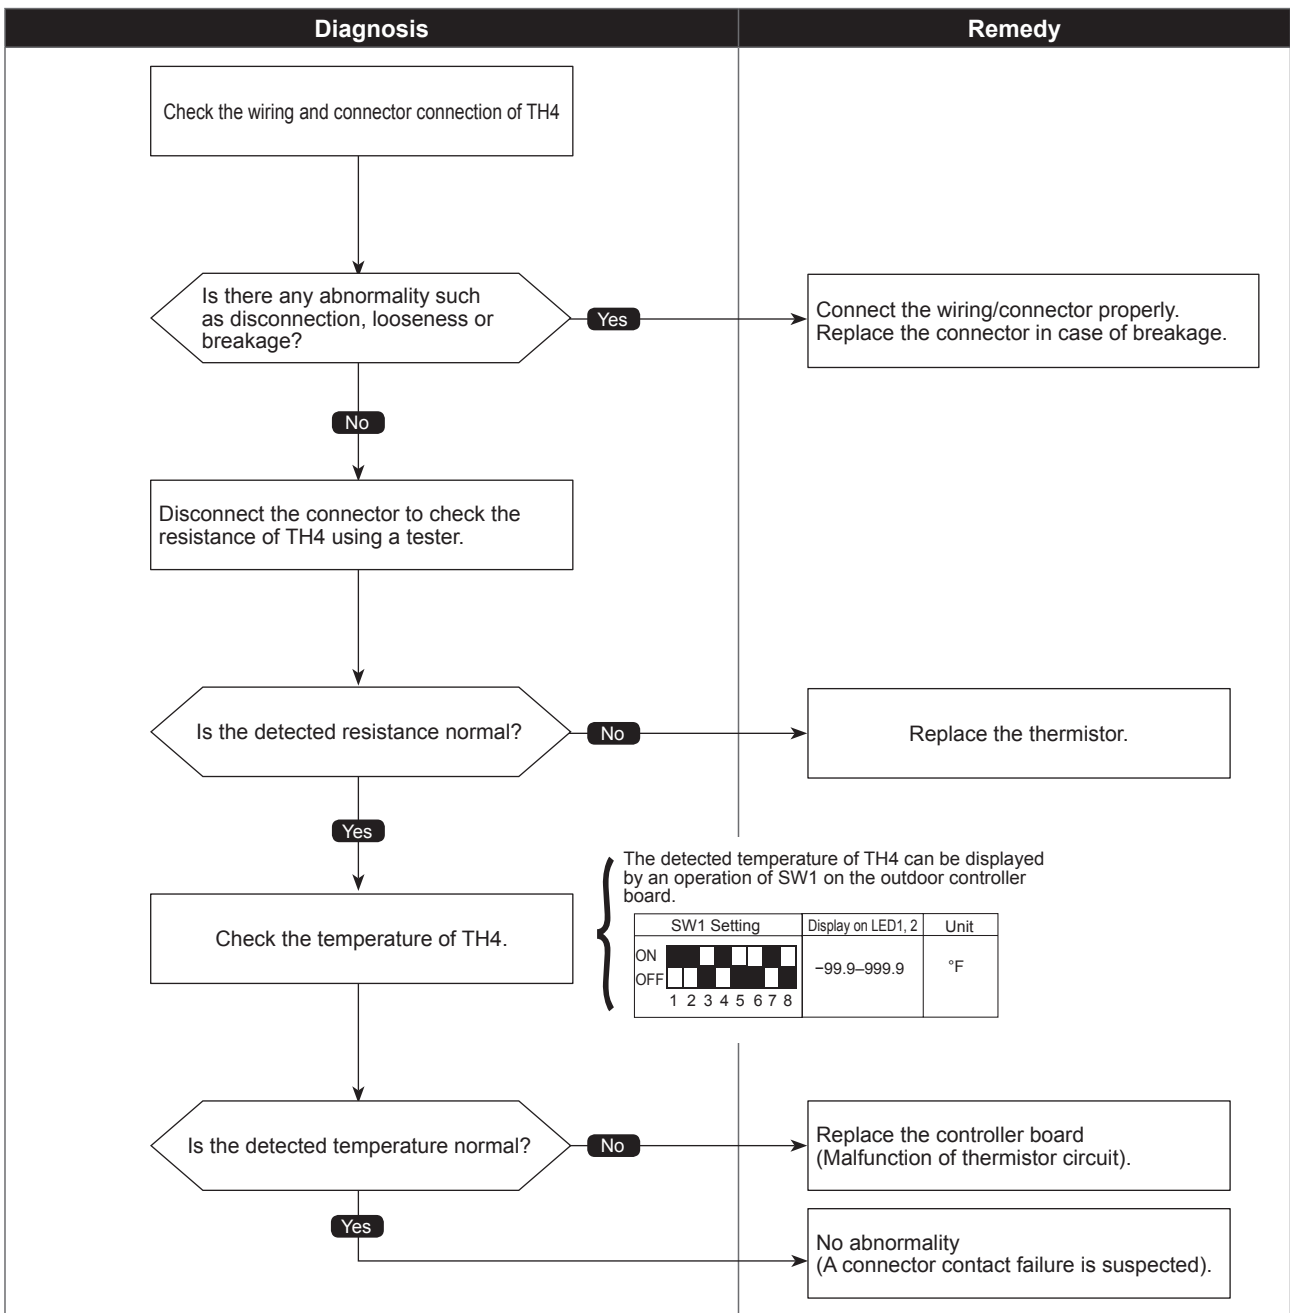 Diagnosis
Remedy
Check the wiring and connector connection of TH4
Is there any abnormality such
as disconnection, looseness or
breakage?
Yes
Connect the wiring/connector properly.
Replace the connector in case of breakage.
No
Disconnect the connector to check the
resistance of TH4 using a tester.
Is the detected resistance normal?
No
Replace the thermistor.
Yes
The detected temperature of TH4 can be displayed
by an operation of SW1 on the outdoor controller
board.
Check the temperature of TH4.
SW1 Setting
Display on LED1, 2
Unit
ON
OFF
1 2 3 4 5 6 7 8
−99.9–999.9
°F
Is the detected temperature normal?
No
Replace the controller board
(Malfunction of thermistor circuit).
Yes
No abnormality
(A connector contact failure is suspected).